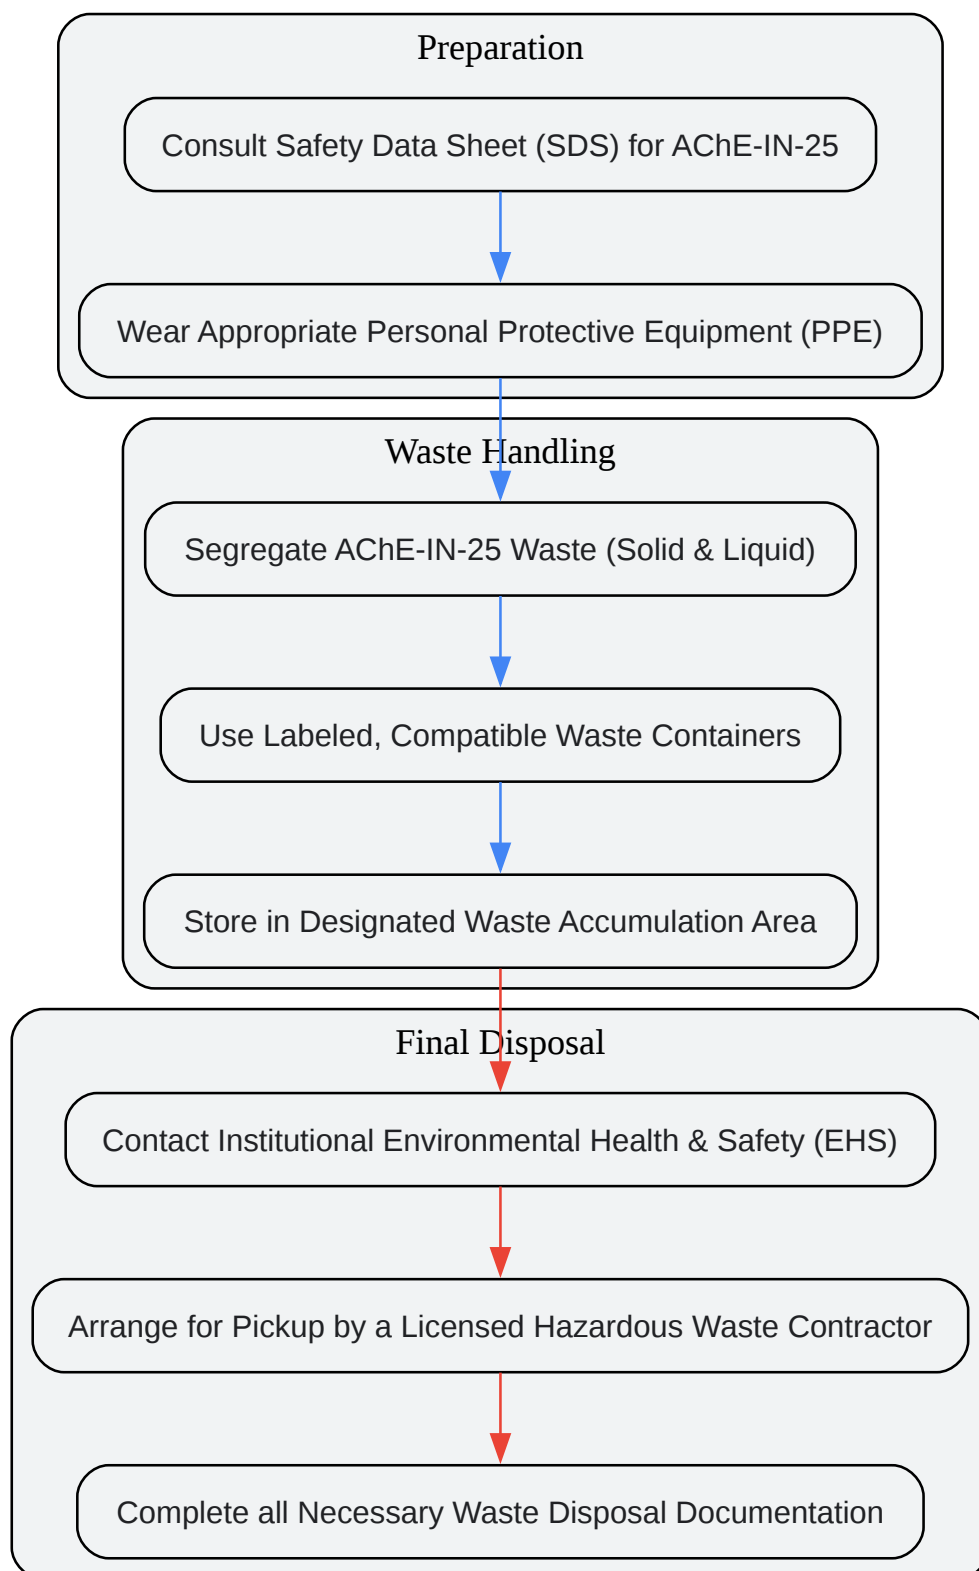 Preparation
Consult Safety Data Sheet (SDS) for AChE-IN-25
Wear Appropriate Personal Protective Equipment (PPE)
Waste Handling
Segregate AChE-IN-25 Waste (Solid & Liquid)
Use Labeled, Compatible Waste Containers
Store in Designated Waste Accumulation Area
Final Disposal
Contact Institutional Environmental Health & Safety (EHS)
Arrange for Pickup by a Licensed Hazardous Waste Contractor
Complete all Necessary Waste Disposal Documentation